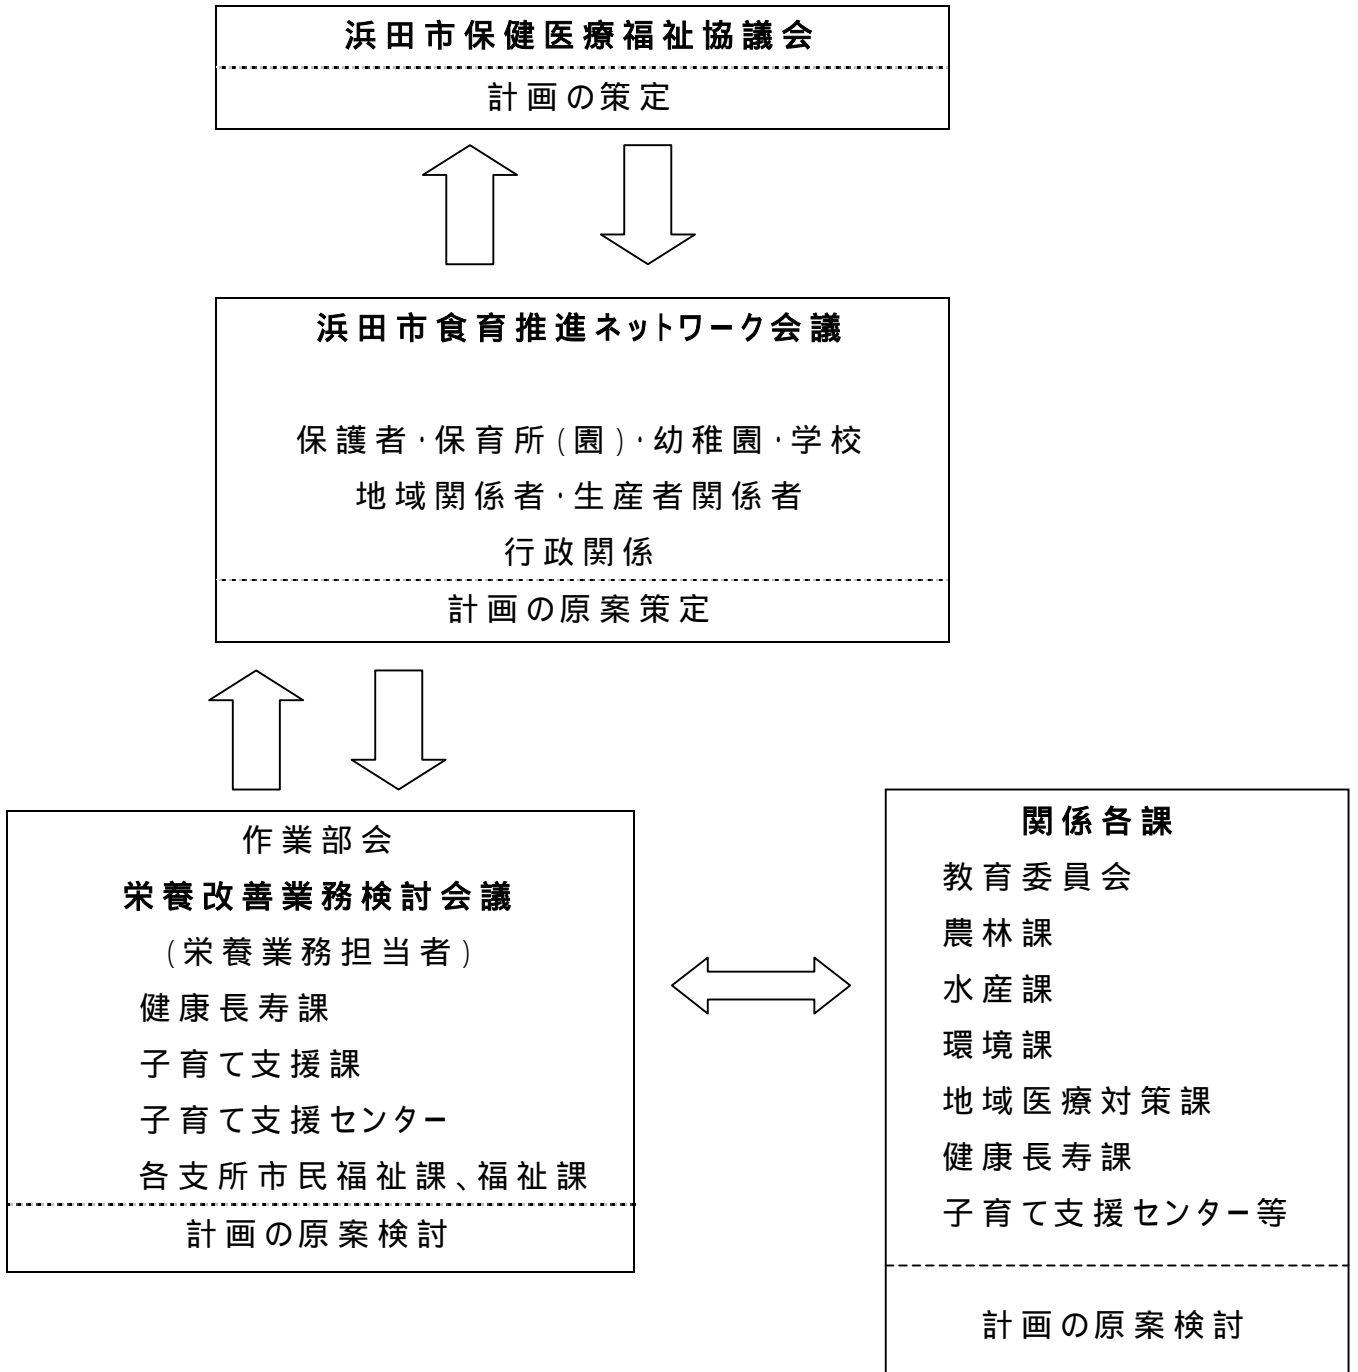 浜田市保健医療福祉協議会
計画の策定
浜田市食育推進ネットワーク会議
保護者・保育所(園)・幼稚園・学校
地域関係者・生産者関係者
行政関係
計画の原案策定
作業部会
栄養改善業務検討会議
(栄養業務担当者)
健康長寿課
子育て支援課
子育て支援センター
各支所市民福祉課、福祉課
計画の原案検討
関係各課
教育委員会
農林課
水産課
環境課
地域医療対策課
健康長寿課
子育て支援センター等
計画の原案検討